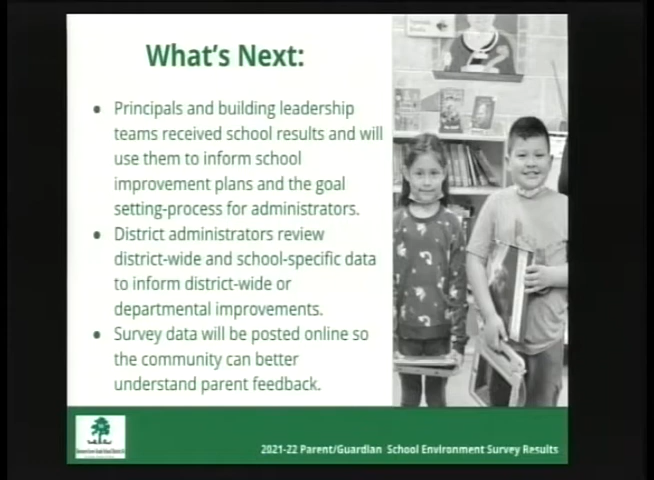 What's Next:
● Principals and building leadership
teams received school results and will
use them to inform school
improvement plans and the goal
setting-process for administrators.
● District administrators review
district-wide and school-specific data
to inform district-wide or
departmental improvements.
● Survey data will be posted online so
the community can better
understand parent feedback.
2021-22 Parent/Guardian School Environment Survey Results